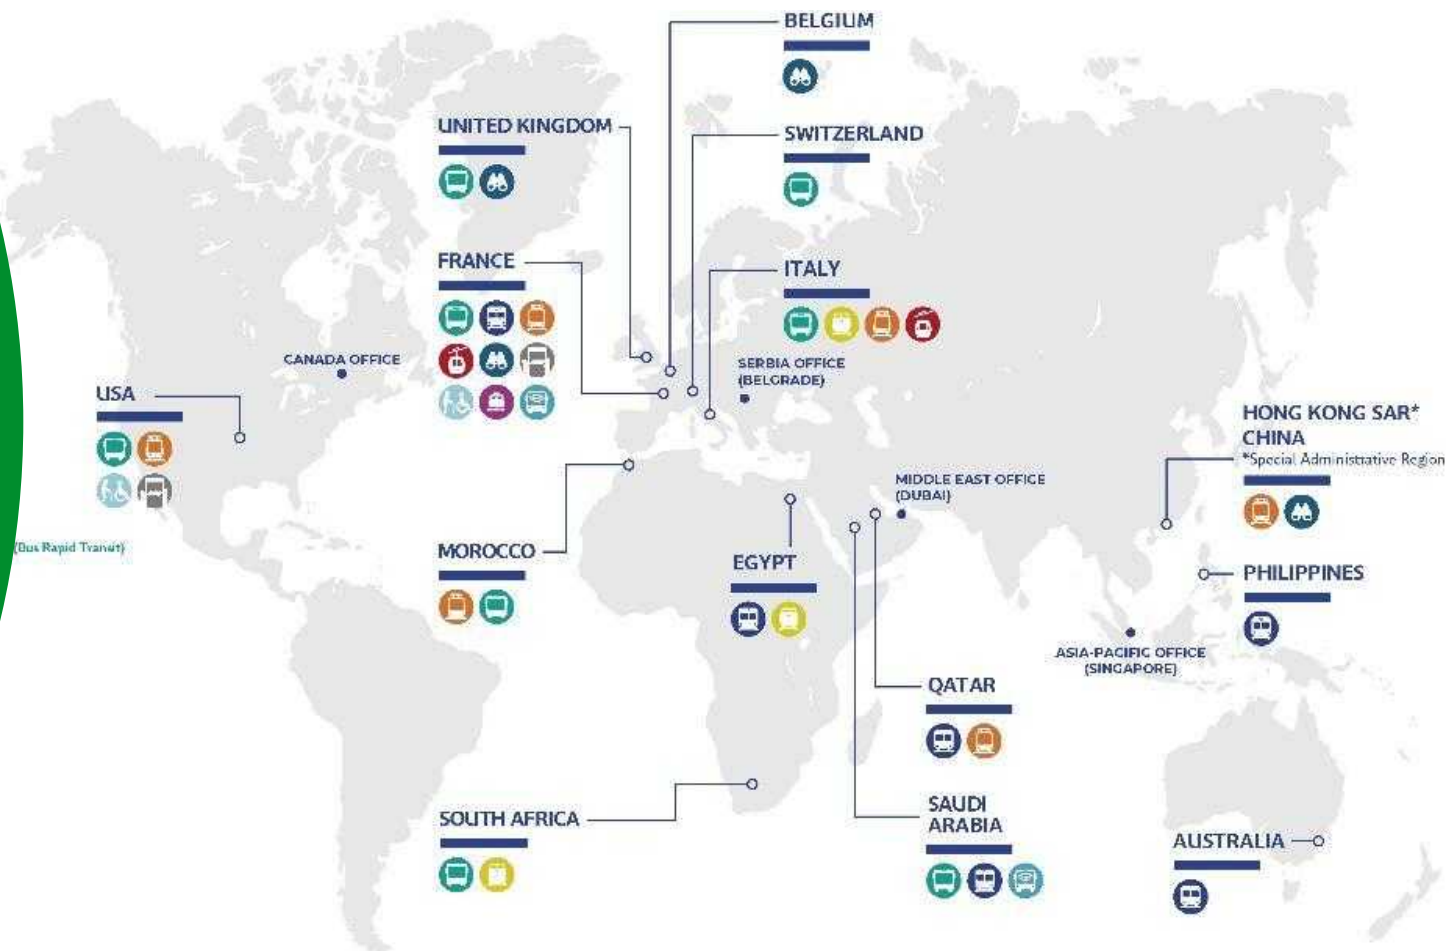 BELGIUM
UNITED KINGDOM
SWITZERLAND
FRANCE
ITALY
CANADA OFFICE
SERBIA OFFICE
(BELGRADE)
USA
HONG KONG SAR*
CHINA
*Special Administrative Region
MIDDLE EAST OFFICE
(DUBAI)
(Bus Rapid Transit)
MOROCCO
EGYPT
PHILIPPINES
ASIA-PACIFIC OFFICE
(SINGAPORE)
QATAR
SOUTH AFRICA
SAUDI
ARABIA
AUSTRALIA